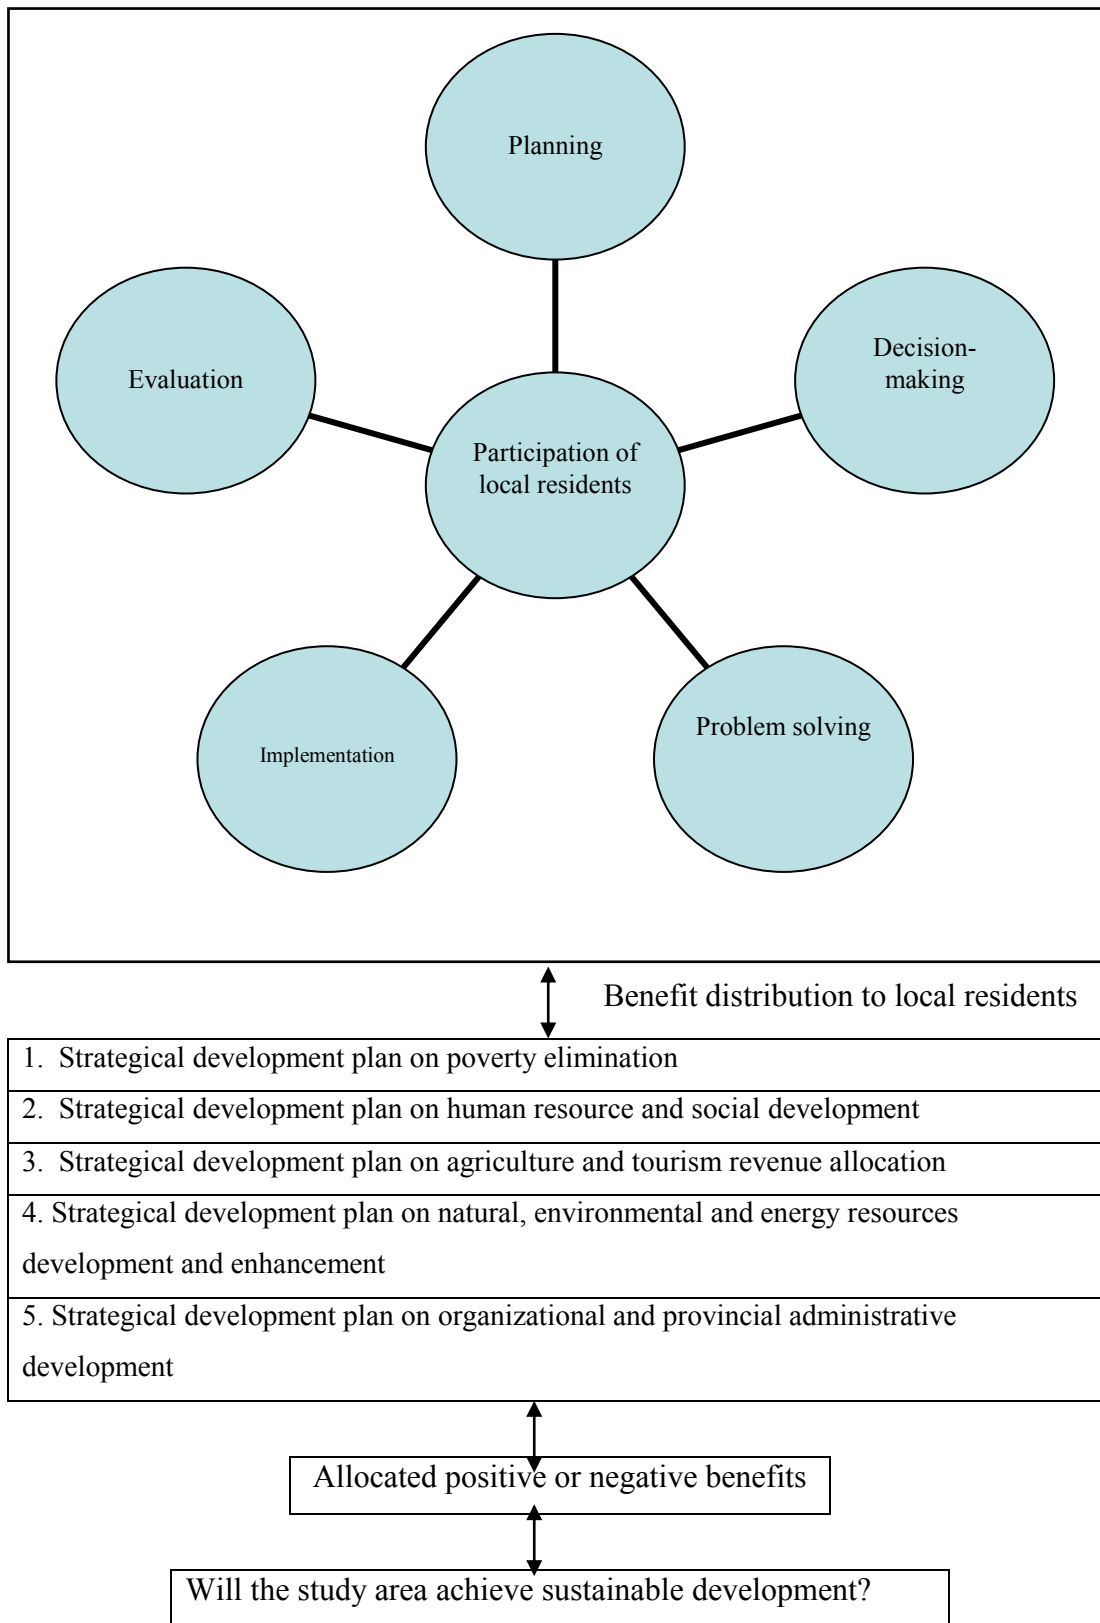 Planning
Decision-
making
Evaluation
Participation of
local residents
Problem solving
Implementation
Benefit distribution to local residents
1. Strategical development plan on poverty elimination
2. Strategical development plan on human resource and social development
3. Strategical development plan on agriculture and tourism revenue allocation
4. Strategical development plan on natural, environmental and energy resources
development and enhancement
5. Strategical development plan on organizational and provincial administrative
development
Allocated positive or negative benefits
Will the study area achieve sustainable development?